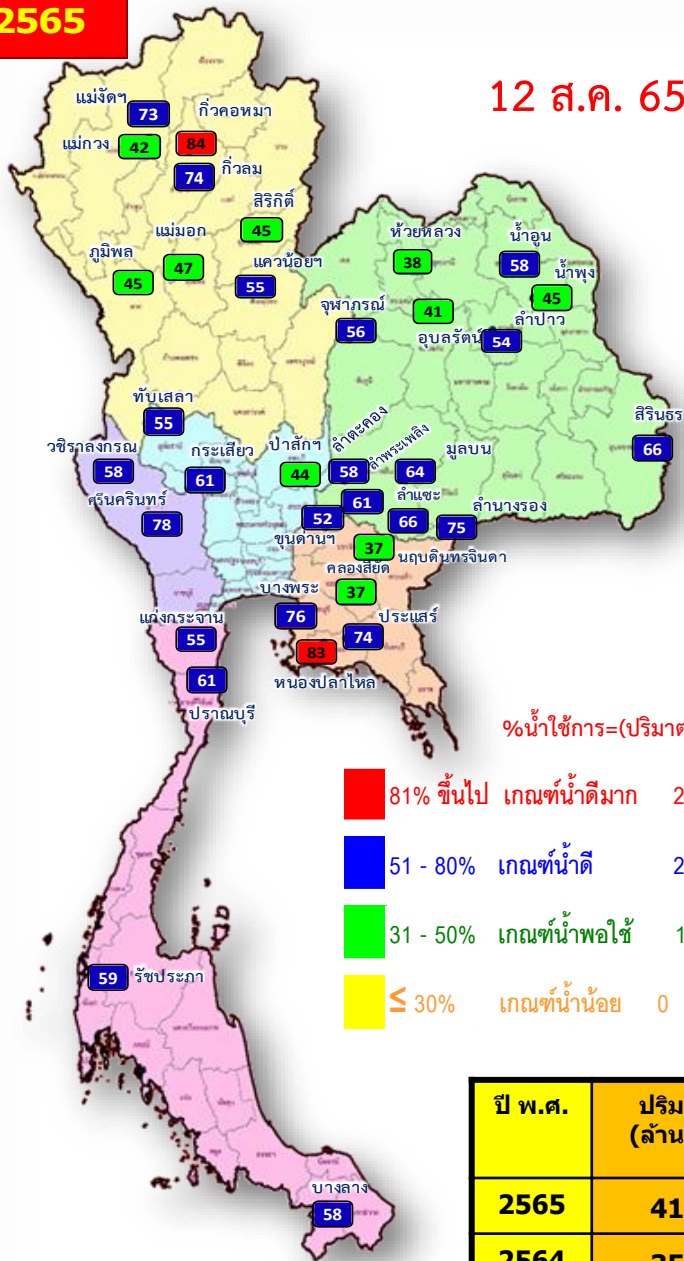 2565
12 ส.ค. 65
แม่งัดฯ
73
กิ่วคอหมา
84
แม่กวง
42
กิ่วลม
74
สิริกิติ์
45
แม่มอก
47
ภูมิพล
45
แควน้อยฯ
55
ห้วยหลวง
38
น้ำอูน
58
น้ำพุง
45
จุฬาภรณ์
56
41
อุบลรัตน์
ลำปาว
54
ทับเสลา
55
สิรินธร
66
วชิราลงกรณ
58
กระเสียว
61
ป่าสักฯ
44
ลำตะคอง
58
ลำพระเพลิง
61
มูลบน
64
ศรีนครินทร์
78
ลำแซะ
66
ลำนางรอง
75
52
ขุนด่านฯ
37
นฤบดินทรจินดา
คลองสียัด
37
บางพระ
76
ประแสร์
74
แก่งกระจาน
55
83
หนองปลาไหล
61
ปราณบุรี
%น้ำใช้การ=(ปริมาต
81% ขึ้นไป เกณฑ์น้ำดีมาก 2
51 - 80% เกณฑ์น้ำดี 2
31 - 50% เกณฑ์น้ำพอใช้ 1
≤ 30% เกณฑ์น้ำน้อย 0
59
รัชประภา
บางลาง
58
ปี พ.ศ. ปริม
(ล้าน
2565 41
2564 35